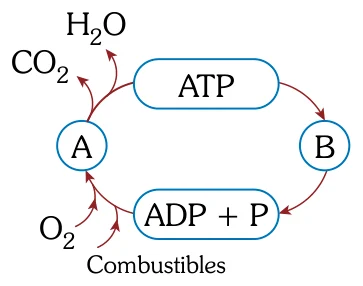 H₂O
CO₂
ATP
A
B
O₂
ADP + P
Combustibles